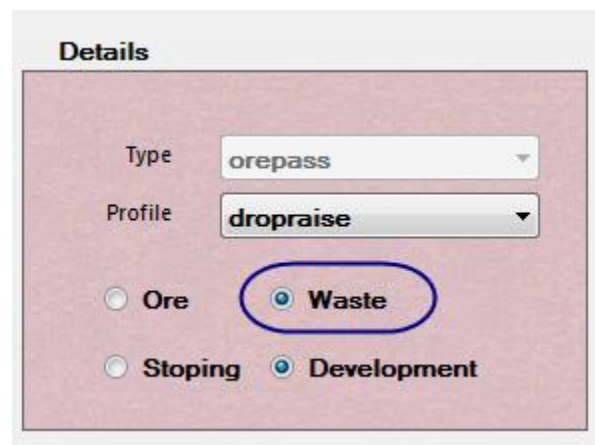 Details
Type orepass
Profile dropraise
Ore Waste
Stoping Development